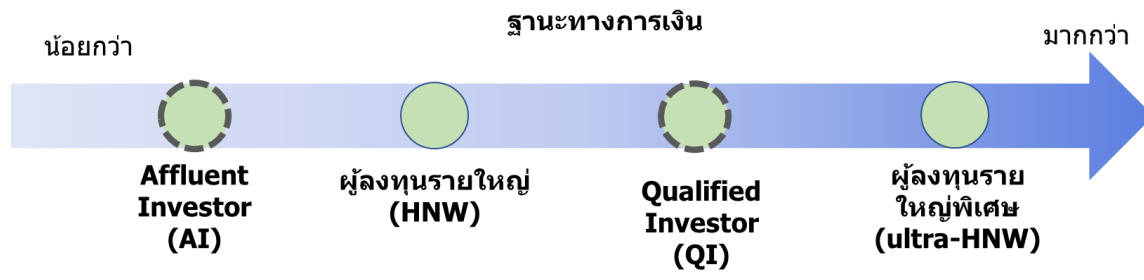 ฐานะทางการเงิน
น้อยกว่า
มากกว่า
Affluent
Investor
(AI)
ผู้ลงทุนรายใหญ่
(HNW)
Qualified
Investor
(QI)
ผู้ลงทุนราย
ใหญ่พิเศษ
(ultra-HNW)